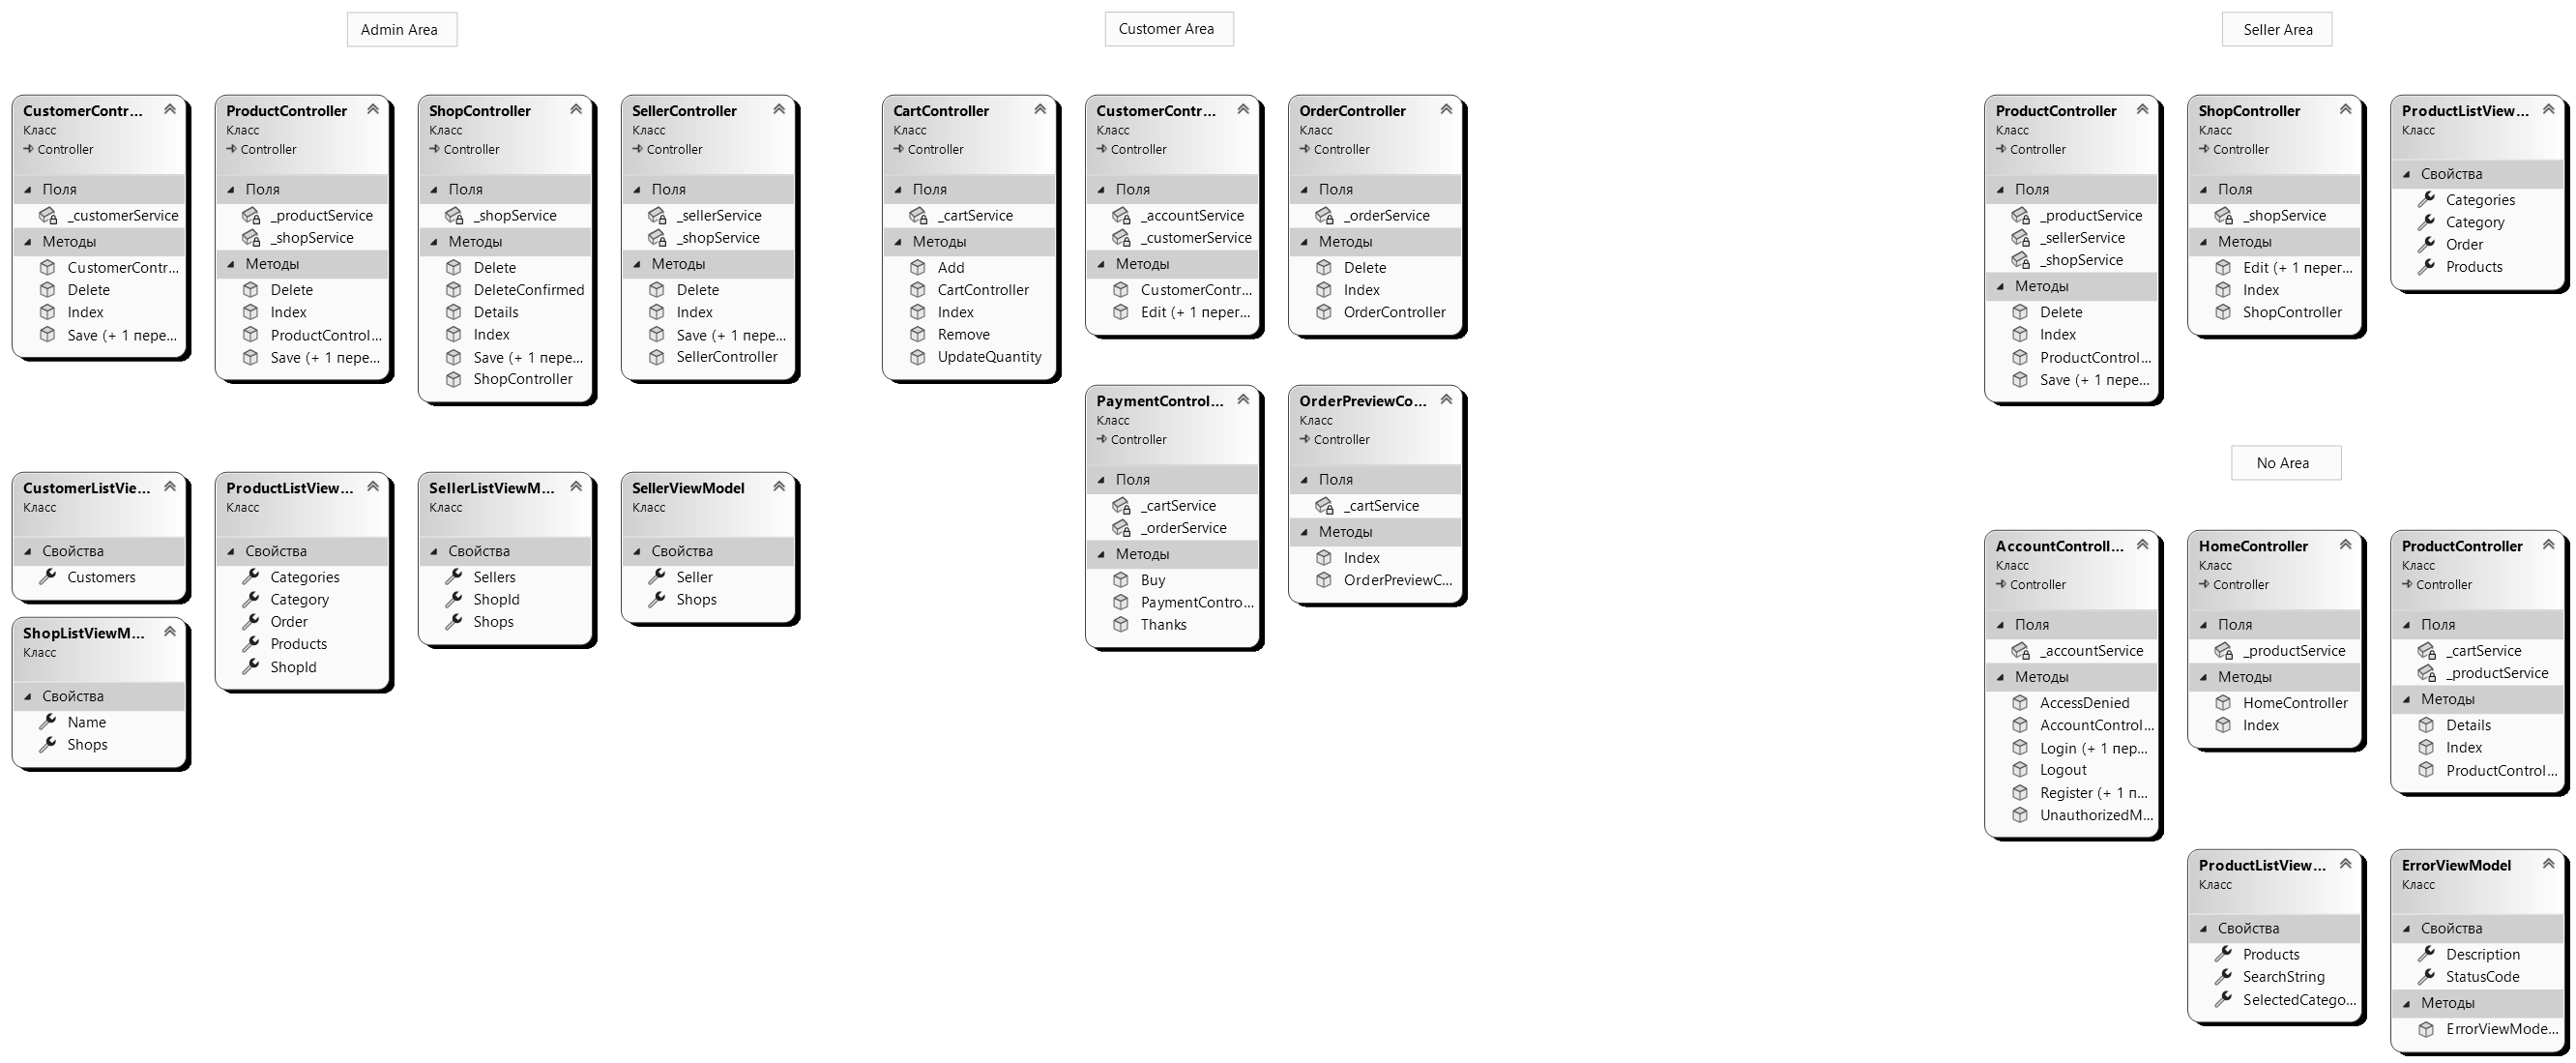 Admin Area
CustomerContr...
Класс
Controller
Поля
_customerService
Методы
CustomerContr...
Delete
Index
Save (+ 1 пере...
ProductController
Класс
Controller
Поля
_productService
_shopService
Методы
Delete
Index
ProductControl...
Save (+ 1 пере...
ShopController
Класс
Controller
Поля
_shopService
Методы
Delete
DeleteConfirmed
Details
Index
Save (+ 1 пере...
ShopController
SellerController
Класс
Controller
Поля
_sellerService
_shopService
Методы
Delete
Index
Save (+ 1 пере...
SellerController
CustomerListVie...
Класс
Свойства
Customers
ShopListViewM...
Класс
Свойства
Name
Shops
ProductListView...
Класс
Свойства
Categories
Category
Order
Products
ShopId
SellerListViewM...
Класс
Свойства
Sellers
ShopId
Shops
SellerViewModel
Класс
Свойства
Seller
Shops
Customer Area
CartController
Класс
Controller
Поля
_cartService
Методы
Add
CartController
Index
Remove
UpdateQuantity
CustomerContr...
Класс
Controller
Поля
_accountService
_customerService
Методы
CustomerContr...
Edit (+ 1 перег...
OrderController
Класс
Controller
Поля
_orderService
Методы
Delete
Index
OrderController
PaymentControl...
Класс
Controller
Поля
_cartService
_orderService
Методы
Buy
PaymentContro...
Thanks
OrderPreviewCo...
Класс
Controller
Поля
_cartService
Методы
Index
OrderPreviewC...
Seller Area
ProductController
Класс
Controller
Поля
_productService
_sellerService
_shopService
Методы
Delete
Index
ProductControl...
Save (+ 1 пере...
ShopController
Класс
Controller
Поля
_shopService
Методы
Edit (+ 1 перег...
Index
ShopController
ProductListView...
Класс
Свойства
Categories
Category
Order
Products
No Area
AccountControll...
Класс
Controller
Поля
_accountService
Методы
AccessDenied
AccountControl...
Login (+ 1 пер...
Logout
Register (+ 1 п...
UnauthorizedM...
HomeController
Класс
Controller
Поля
_productService
Методы
HomeController
Index
ProductController
Класс
Controller
Поля
_cartService
_productService
Методы
Details
Index
ProductControl...
ProductListView...
Класс
Свойства
Products
SearchString
SelectedCatego...
ErrorViewModel
Класс
Свойства
Description
StatusCode
Методы
ErrorViewMode...